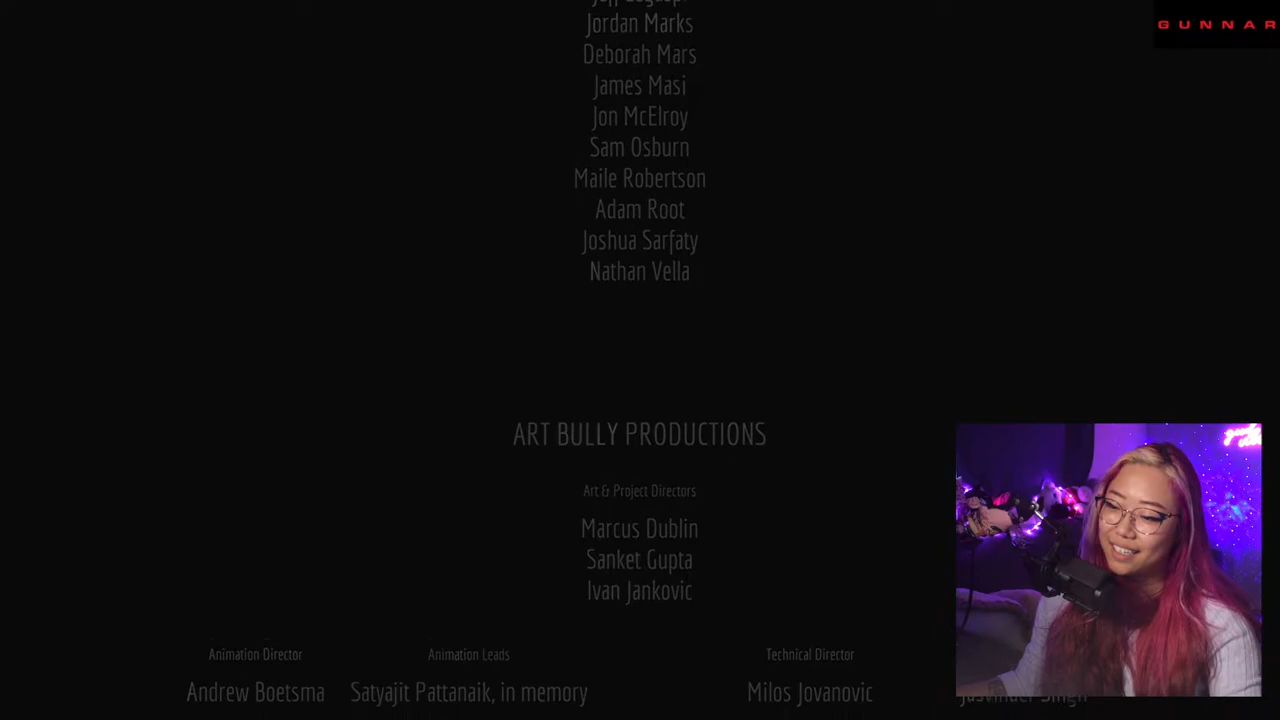 GUNNAR
Jordan Marks
Deborah Mars
James Masi
Jon McElroy
Sam Osburn
Maile Robertson
Adam Root
Joshua Sarfaty
Nathan Vella
ART BULLY PRODUCTIONS
Art & Project Directors
Marcus Dublin
Sanket Gupta
Ivan Jankovic
Animation Director
Animation Leads
Technical Director
Andrew Boetsma
Satyajit Pattanaik, in memory
Milos Jovanovic
Jasvinder Singh